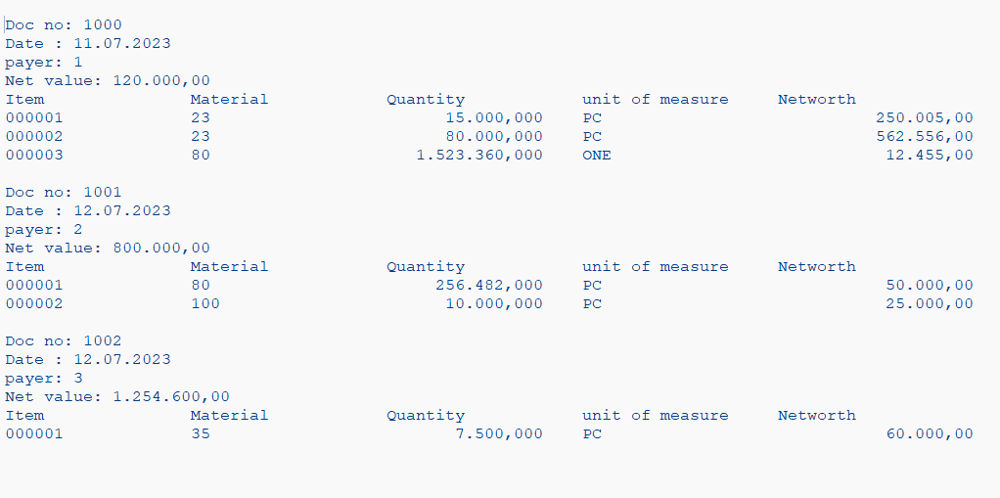 Doc no: 1000
Date : 11.07.2023
payer: 1
Net value: 120.000,00
Item Material Quantity unit of measure Networth
000001 23 15.000,000 PC 250.005,00
000002 23 80.000,000 PC 562.556,00
000003 80 1.523.360,000 ONE 12.455,00
Doc no: 1001
Date : 12.07.2023
payer: 2
Net value: 800.000,00
Item Material Quantity unit of measure Networth
000001 80 256.482,000 PC 50.000,00
000002 100 10.000,000 PC 25.000,00
Doc no: 1002
Date : 12.07.2023
payer: 3
Net value: 1.254.600,00
Item Material Quantity unit of measure Networth
000001 35 7.500,000 PC 60.000,00